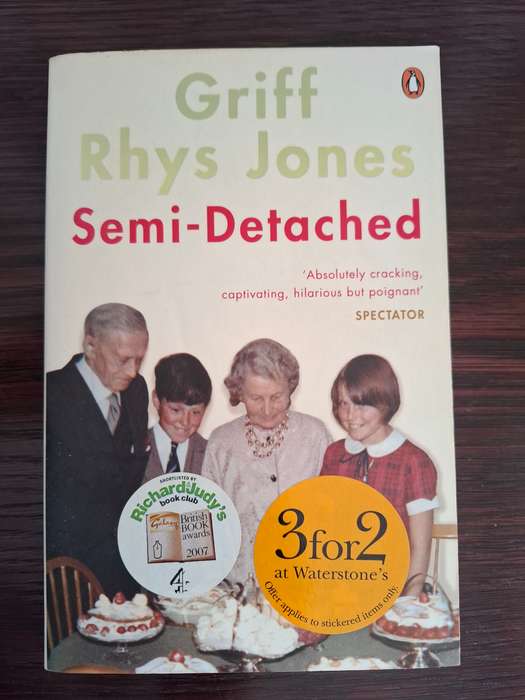 Griff
Rhys Jones
Semi-Detached
'Absolutely cracking,
captivating, hilarious but poignant'
SPECTATOR
SHORTLISTED BY
Richard&Judy's
book club
Galaxy
British
BOOK
awards
2007
4
3for2
at Waterstone's
Offer applies to stickered items only.